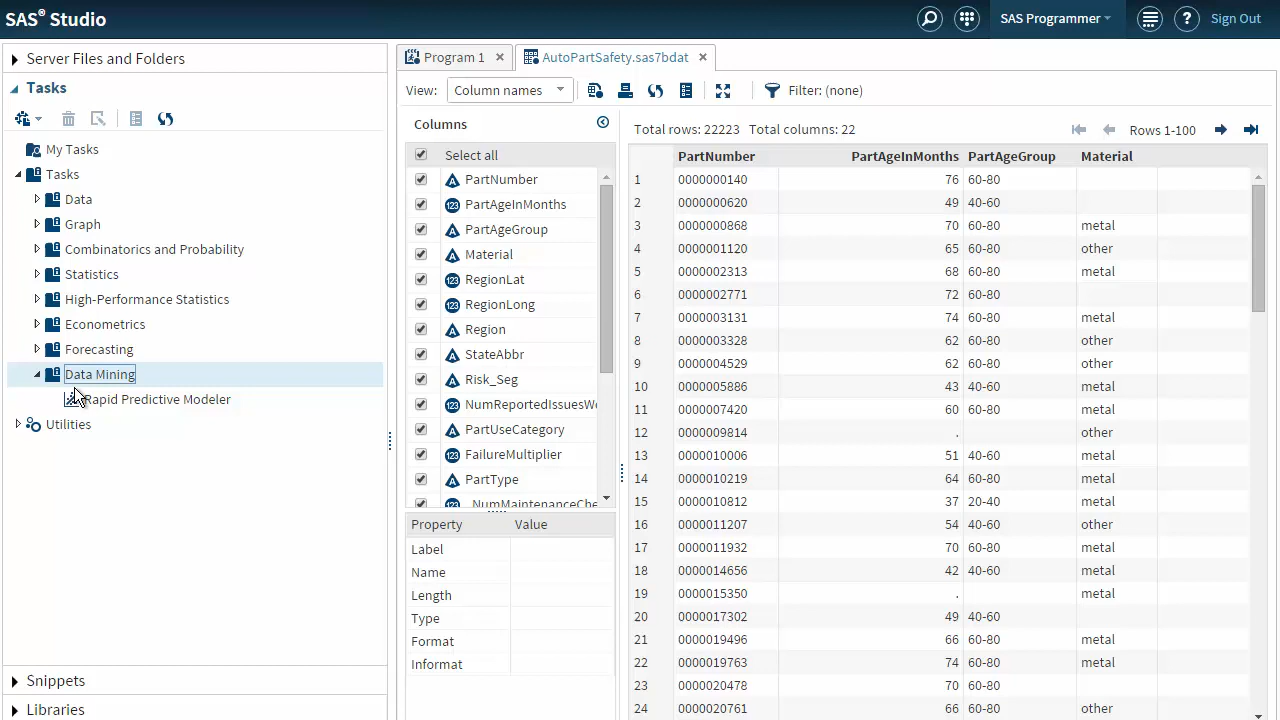 SAS® Studio
SAS Programmer
Sign Out
Server Files and Folders
Tasks
My Tasks
Tasks
Data
Graph
Combinatorics and Probability
Statistics
High-Performance Statistics
Econometrics
Forecasting
Data Mining
Rapid Predictive Modeler
Utilities
Snippets
Libraries
Program 1
AutoPartSafety.sas7bdat
View: Column names
Filter: (none)
Columns
Select all
PartNumber
PartAgeInMonths
PartAgeGroup
Material
RegionLat
RegionLong
Region
StateAbbr
Risk_Seg
NumReportedIssuesW
PartUseCategory
FailureMultiplier
PartType
_NumMaintenanceChe
Property Value
Label
Name
Length
Type
Format
Informat
Total rows: 22223 Total columns: 22
Rows 1-100
PartNumber PartAgeInMonths PartAgeGroup Material
1 0000000140 76 60-80
2 0000000620 49 40-60
3 0000000868 70 60-80 metal
4 0000001120 65 60-80 other
5 0000002313 68 60-80 metal
6 0000002771 72 60-80
7 0000003131 74 60-80 metal
8 0000003328 62 60-80 other
9 0000004529 62 60-80 other
10 0000005886 43 40-60 metal
11 0000007420 60 60-80 metal
12 0000009814 . other
13 0000010006 51 40-60 metal
14 0000010219 64 60-80 metal
15 0000010812 37 20-40 metal
16 0000011207 54 40-60 other
17 0000011932 70 60-80 metal
18 0000014656 42 40-60 metal
19 0000015350 . metal
20 0000017302 49 40-60
21 0000019496 66 60-80 metal
22 0000019763 74 60-80 metal
23 0000020478 70 60-80
24 0000020761 66 60-80 other